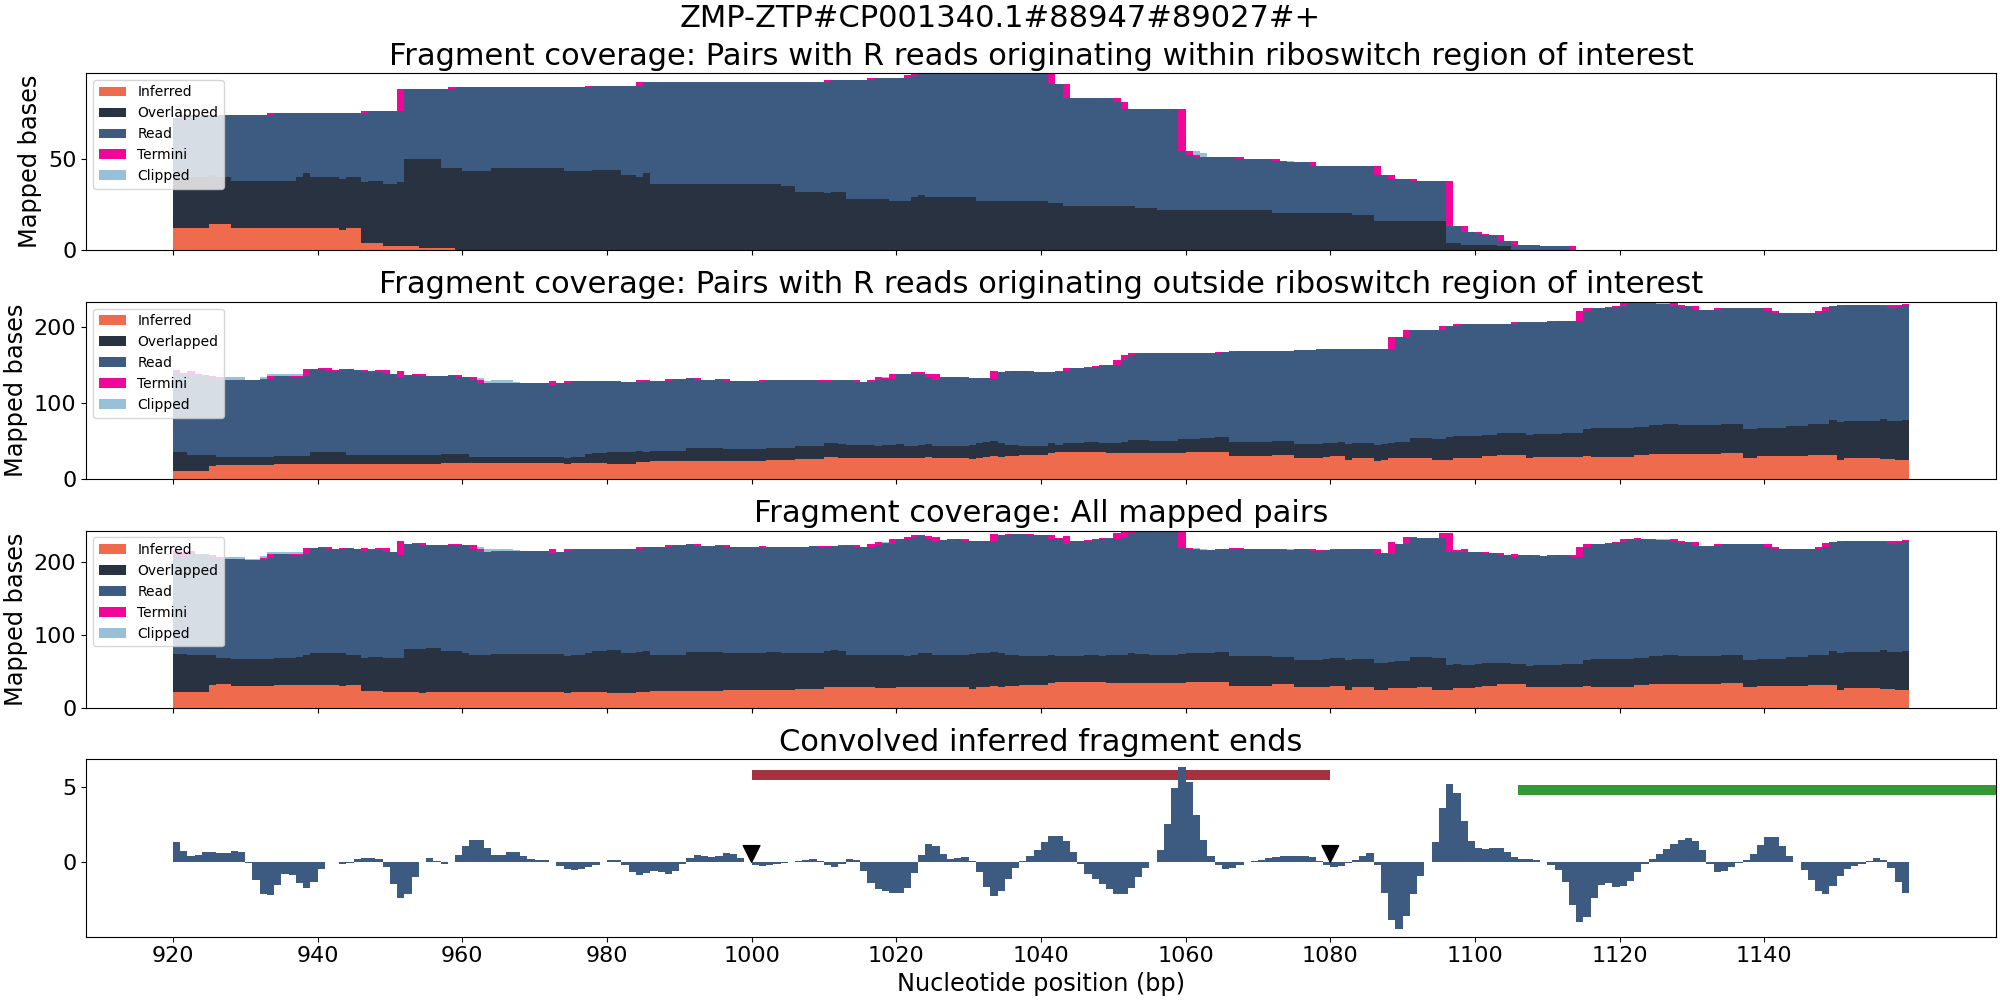 ZMP-ZTP#CP001340.1#88947#89027#+
Fragment coverage: Pairs with R reads originating within riboswitch region of interest
Mapped bases
50
0
Inferred
Overlapped
Read
Termini
Clipped
Fragment coverage: Pairs with R reads originating outside riboswitch region of interest
Mapped bases
200
100
0
Inferred
Overlapped
Read
Termini
Clipped
Fragment coverage: All mapped pairs
Mapped bases
200
100
0
Inferred
Overlapped
Read
Termini
Clipped
Convolved inferred fragment ends
5
0
920 940 960 980 1000 1020 1040 1060 1080 1100 1120 1140
Nucleotide position (bp)